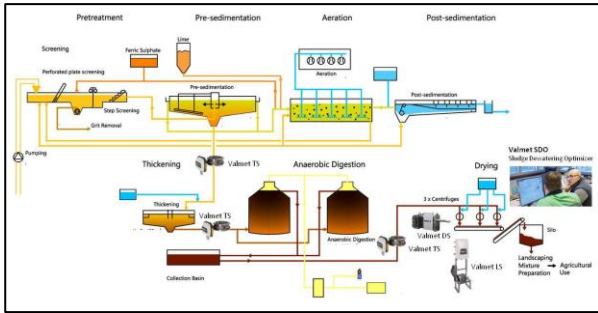 Pretreatment
Pre-sedimentation
Aeration
Post-sedimentation
Screening
Ferric Sulphate
Lime
Perforated plate screening
Pre-sedimentation
Aeration
Post-sedimentation
Step Screening
Grit Removal
Pumping
Valmet SDO
Sludge Dewatering Optimizer
Thickening
Valmet TS
Anaerobic Digestion
Drying
Thickening
Valmet TS
3 x Centrifuges
Valmet DS
Valmet TS
Anaerobic Digestion
Silo
Collection Basin
Valmet LS
Landscaping
Mixture
Preparation
Agricultural
Use